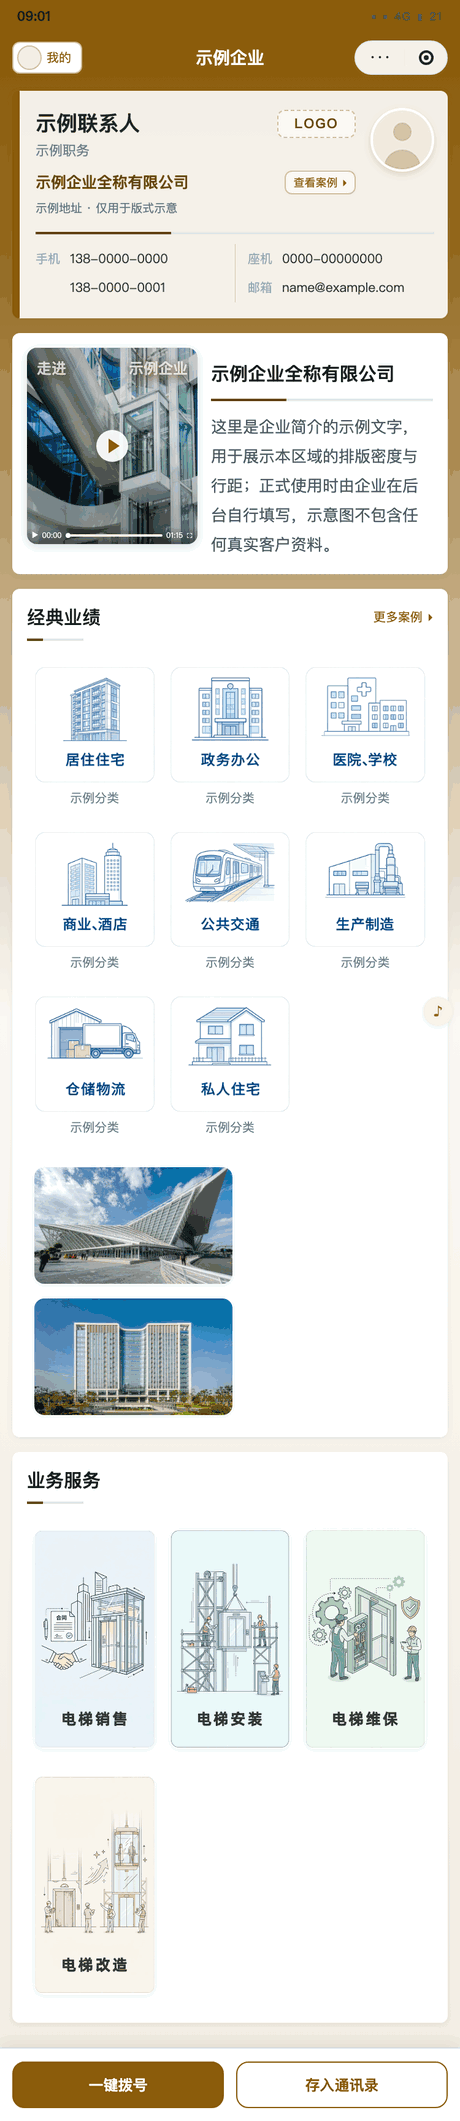 09:01
4G 21
我的
示例企业
示例联系人
LOGO
示例职务
示例企业全称有限公司
查看案例
示例地址 · 仅用于版式示意
手机 138-0000-0000
座机 0000-00000000
138-0000-0001
邮箱 name@example.com
走进 示例企业
00:00 01:15
示例企业全称有限公司
这里是企业简介的示例文字，
用于展示本区域的排版密度与
行距；正式使用时由企业在后
台自行填写，示意图不包含任
何真实客户资料。
经典业绩
更多案例
居住住宅 政务办公 医院、学校
示例分类 示例分类 示例分类
商业、酒店 公共交通 生产制造
示例分类 示例分类 示例分类
仓储物流 私人住宅
示例分类 示例分类
业务服务
合同
电梯销售 电梯安装 电梯维保
电梯改造
一键拨号 存入通讯录